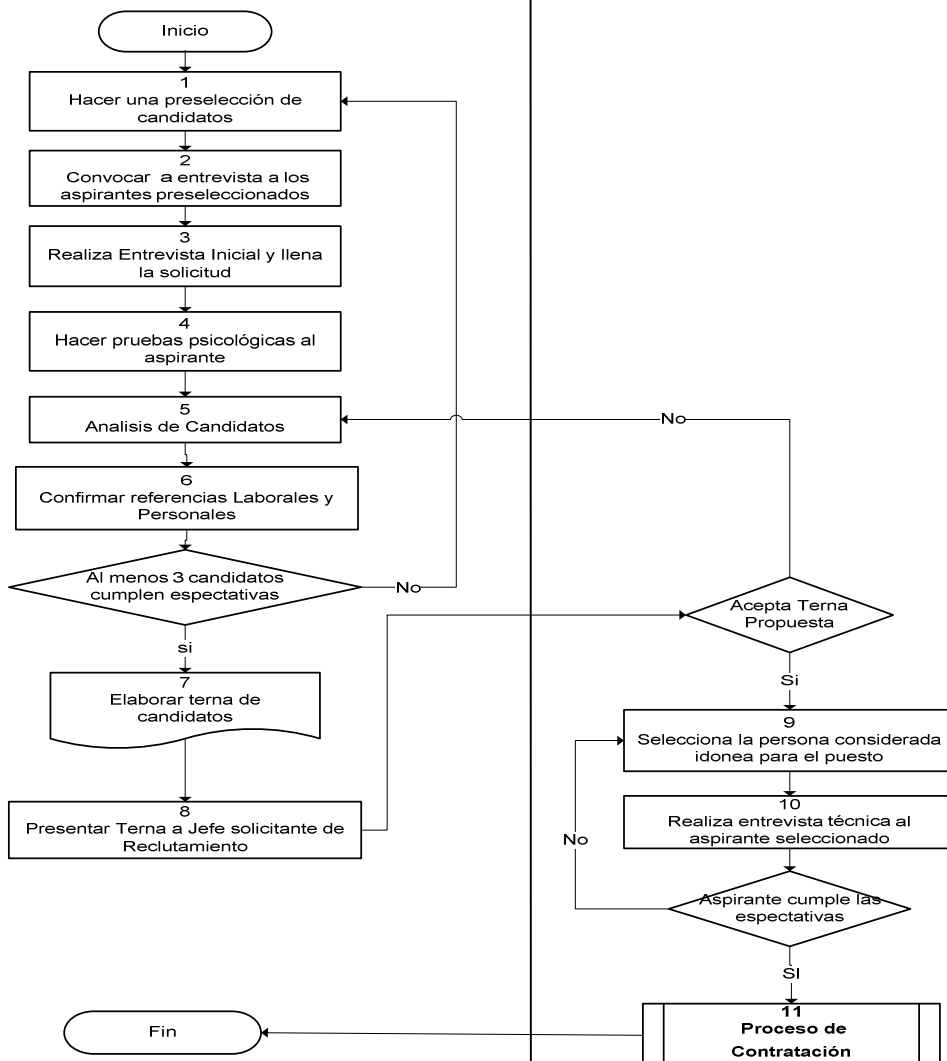 Inicio
1
Hacer una preselección de
candidatos
2
Convocar a entrevista a los
aspirantes preseleccionados
3
Realiza Entrevista Inicial y llena
la solicitud
4
Hacer pruebas psicológicas al
aspirante
5
Analisis de Candidatos
No
6
Confirmar referencias Laborales y
Personales
Al menos 3 candidatos
cumplen espectativas
No
si
7
Elaborar terna de
candidatos
8
Presentar Terna a Jefe solicitante de
Reclutamiento
Acepta Terna
Propuesta
Si
9
Selecciona la persona considerada
idonea para el puesto
10
Realiza entrevista técnica al
aspirante seleccionado
No
Aspirante cumple las
espectativas
SI
11
Proceso de
Contratación
Fin